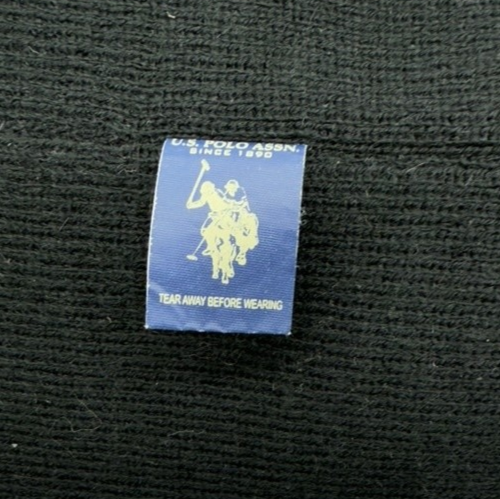 U.S. POLO ASSN.
SINCE 1890
TEAR AWAY BEFORE WEARING